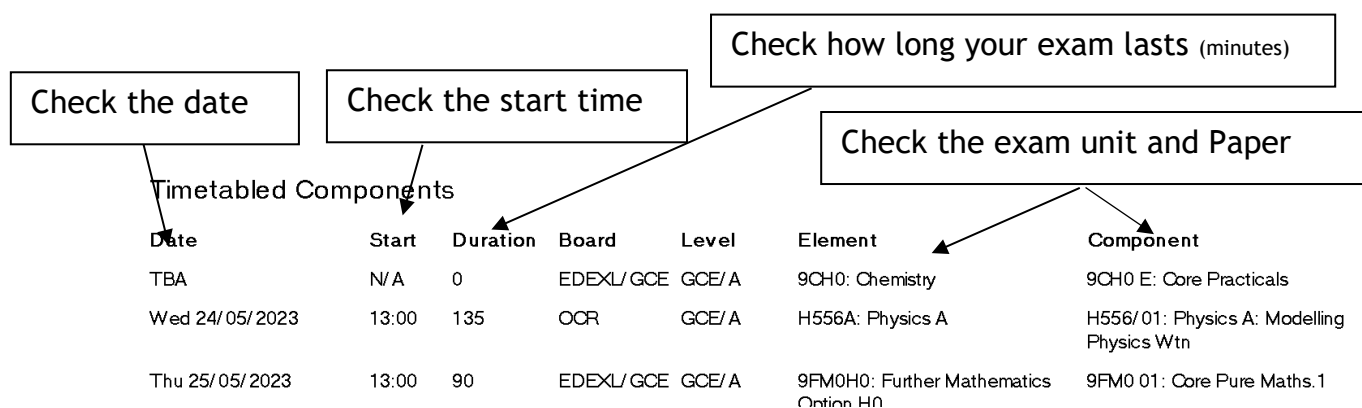 Check how long your exam lasts (minutes)
Check the date
Check the start time
Check the exam unit and Paper
Timetabled Components
Date Start Duration Board Level Element Component
TBA N/A 0 EDEXL/GCE GCE/A 9CH0: Chemistry 9CH0 E: Core Practicals
Wed 24/05/2023 13:00 135 OCR GCE/A H556A: Physics A H556/01: Physics A: Modelling
Physics Wtn
Thu 25/05/2023 13:00 90 EDEXL/GCE GCE/A 9FM0H0: Further Mathematics 9FM0 01: Core Pure Maths.1
Option H0